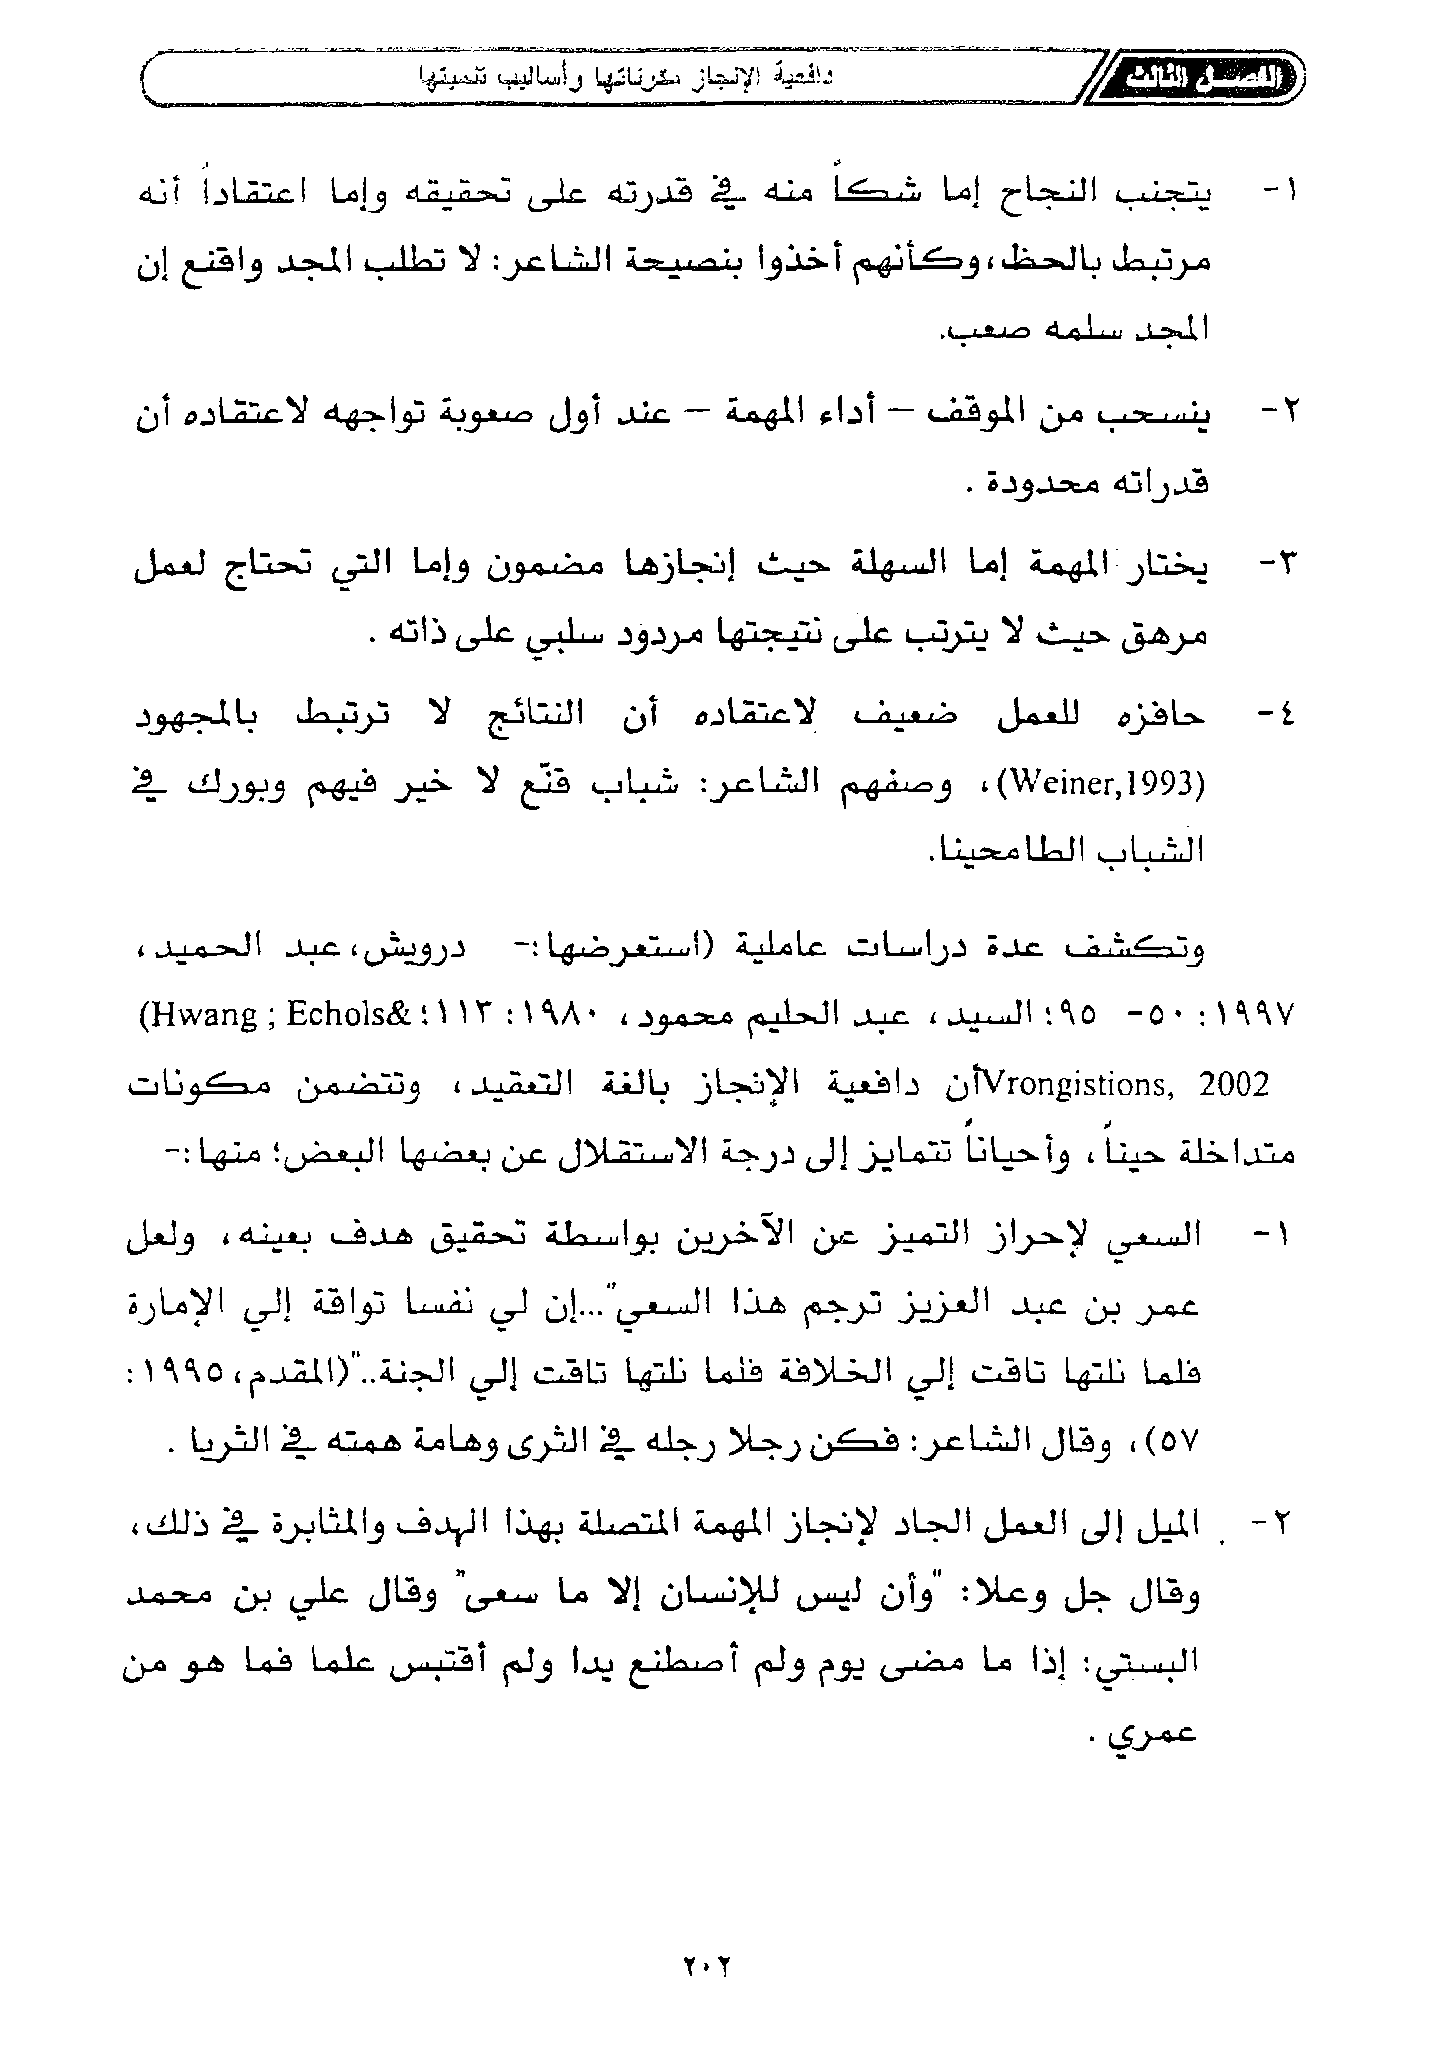 الفصل الثالث
دافعية الإنجاز مكوناتها وأساليب تنميتها
١- يتجنب النجاح إما شكاً منه في قدرته على تحقيقه وإما اعتقاداً أنه
مرتبط بالحظ، وكأنهم أخذوا بنصيحة الشاعر: لا تطلب المجد واقنع إن
المجد سلمه صعب.
٢- ينسحب من الموقف – أداء المهمة – عند أول صعوبة تواجهه لاعتقاده أن
قدراته محدودة .
٣- يختار المهمة إما السهلة حيث إنجازها مضمون وإما التي تحتاج لعمل
مرهق حيث لا يترتب على نتيجتها مردود سلبي على ذاته .
٤- حافزه للعمل ضعيف لاعتقاده أن النتائج لا ترتبط بالمجهود
(Weiner,1993)، وصفهم الشاعر: شباب قنّع لا خير فيهم وبورك في
الشباب الطامحينا.
وتكشف عدة دراسات عاملية (استعرضها:- درويش، عبد الحميد،
١٩٩٧: ٥٠- ٩٥؛ السيد، عبد الحليم محمود، ١٩٨٠: ١١٢؛ Hwang ; Echols&)
Vrongistions, 2002أن دافعية الإنجاز بالغة التعقيد، وتتضمن مكونات
متداخلة حيناً، وأحياناً تتمايز إلى درجة الاستقلال عن بعضها البعض؛ منها:-
١- السعي لإحراز التميز عن الآخرين بواسطة تحقيق هدف بعينه، ولعل
عمر بن عبد العزيز ترجم هذا السعي"...إن لي نفسا تواقة إلي الإمارة
فلما نلتها تاقت إلي الخلافة فلما نلتها تاقت إلي الجنة.."(المقدم، ١٩٩٥:
٥٧)، وقال الشاعر: فكن رجلا رجله في الثرى وهامة همته في الثريا .
٢- الميل إلى العمل الجاد لإنجاز المهمة المتصلة بهذا الهدف والمثابرة في ذلك،
وقال جل وعلا: "وأن ليس للإنسان إلا ما سعى" وقال علي بن محمد
البستي: إذا ما مضى يوم ولم أصطنع يدا ولم أقتبس علما فما هو من
عمري .
٢٠٢